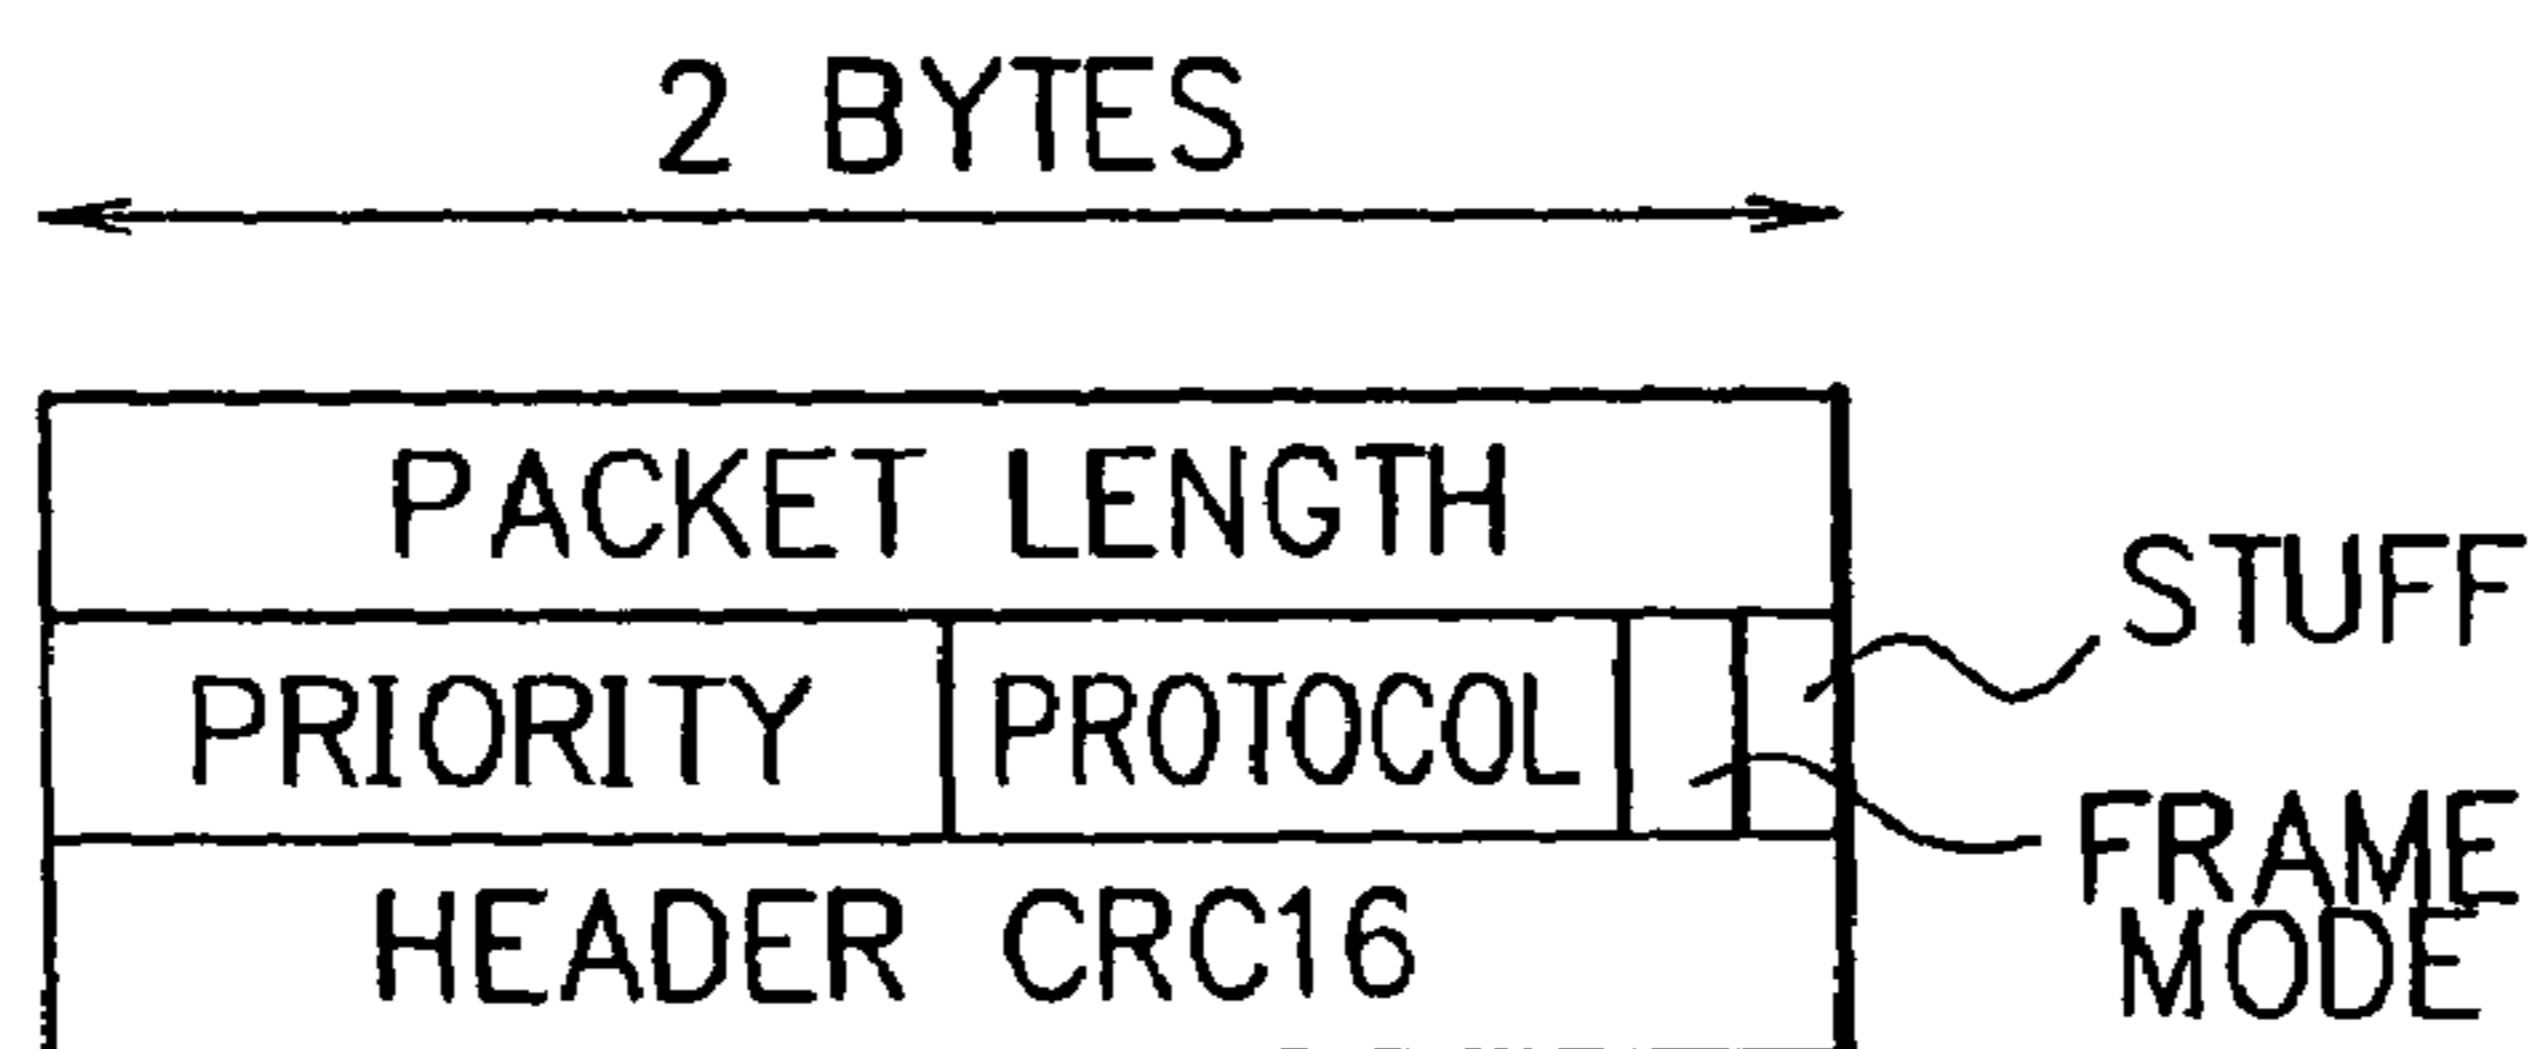 2 BYTES
PACKET LENGTH
STUFF
PRIORITY PROTOCOL
FRAME
MODE
HEADER CRC16